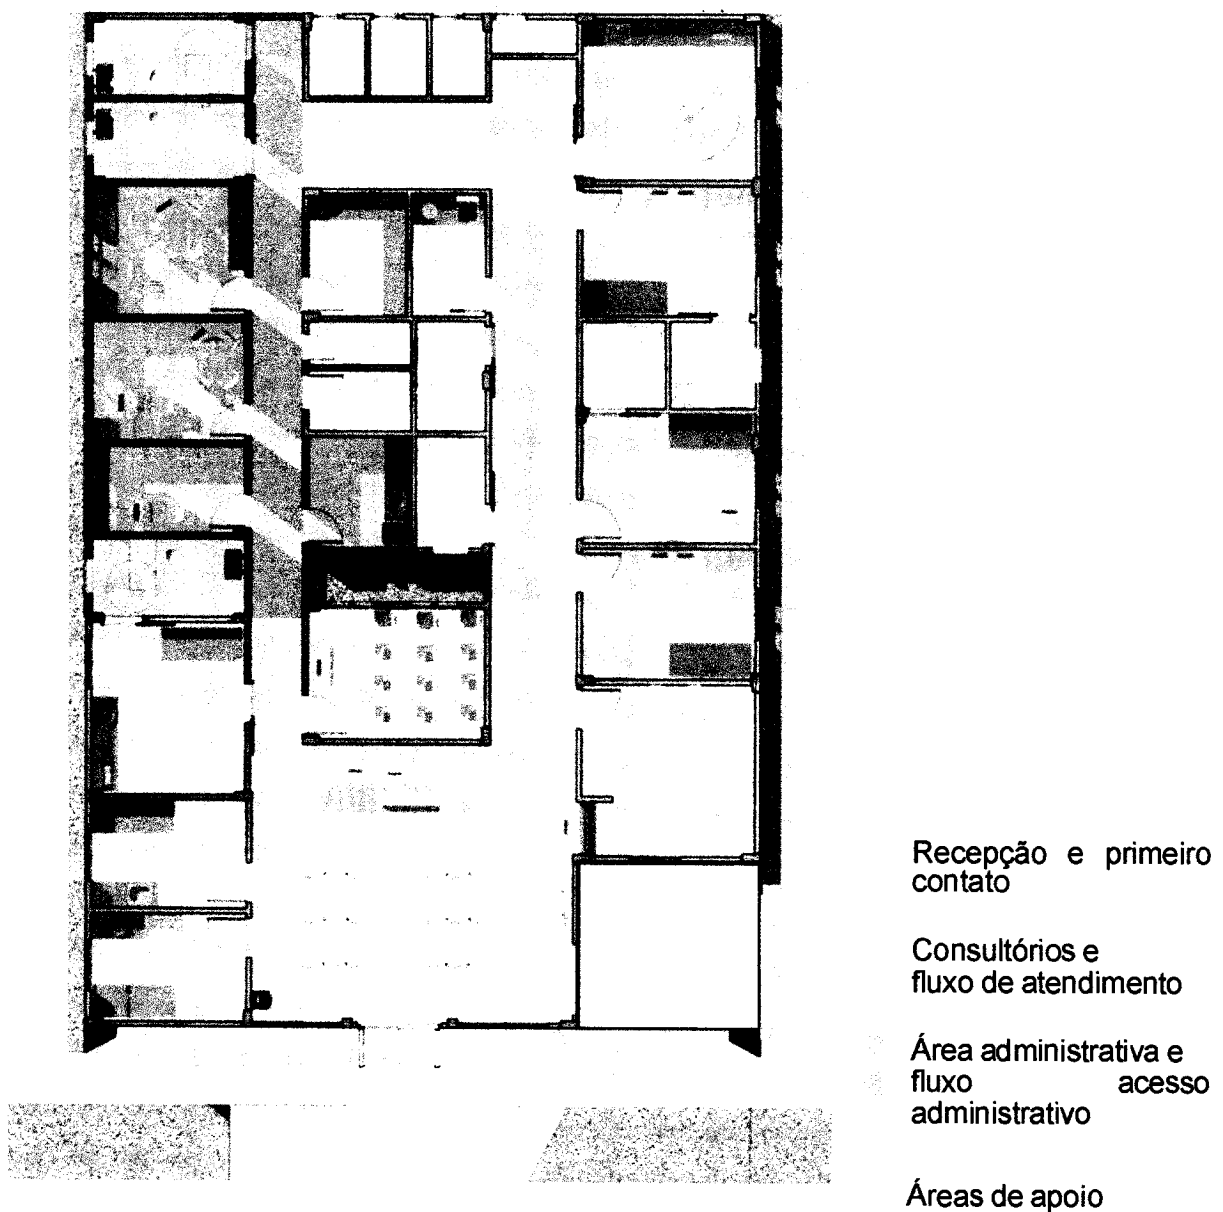 Recepção e primeiro
contato
Consultórios e
fluxo de atendimento
Área administrativa e
fluxo acesso
administrativo
Áreas de apoio